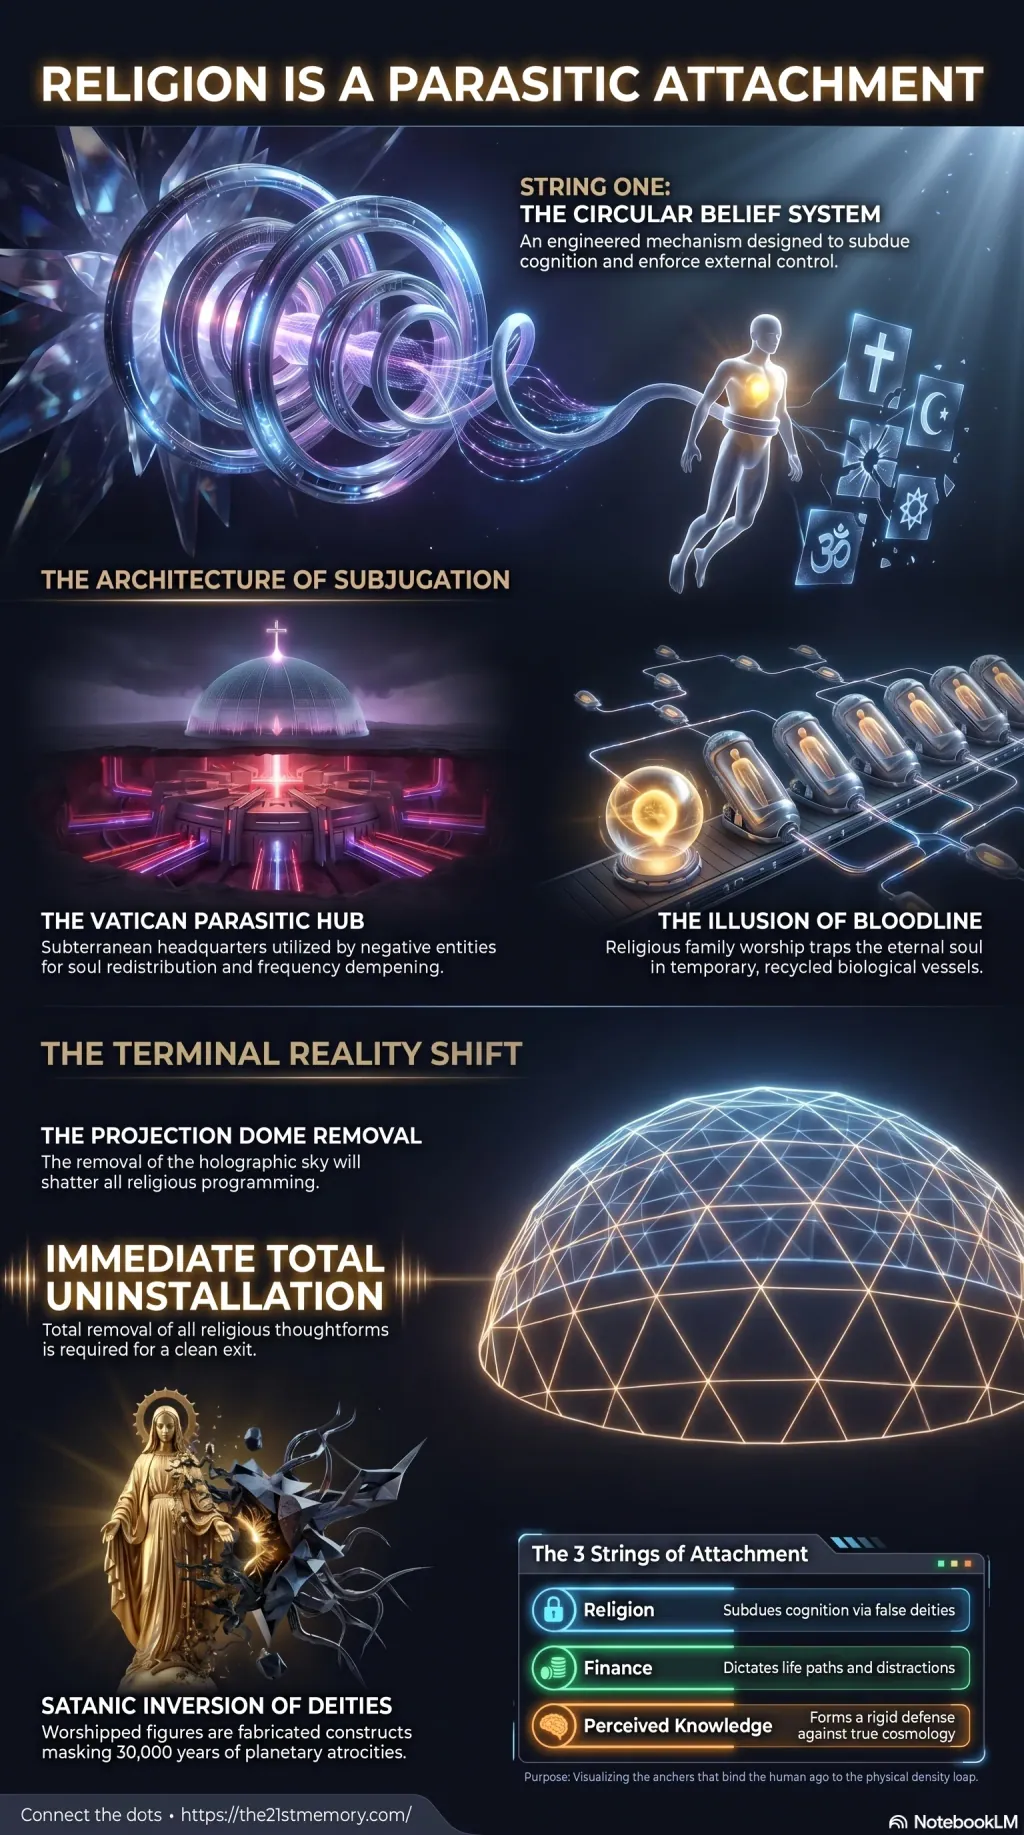 RELIGION IS A PARASITIC ATTACHMENT
STRING ONE:
THE CIRCULAR BELIEF SYSTEM
An engineered mechanism designed to subdue
cognition and enforce external control.
ॐ
THE ARCHITECTURE OF SUBJUGATION
THE VATICAN PARASITIC HUB
Subterranean headquarters utilized by negative entities
for soul redistribution and frequency dempening.
THE ILLUSION OF BLOODLINE
Religious family worship traps the eternal soul
in temporary, recycled biological vessels.
THE TERMINAL REALITY SHIFT
THE PROJECTION DOME REMOVAL
The removal of the holographic sky will
shatter all religious programming.
IMMEDIATE TOTAL
UNINSTALLATION
Total removal of all religious thoughtforms
is required for a clean exit.
SATANIC INVERSION OF DEITIES
Worshipped figures are fabricated constructs
masking 30,000 years of planetary atrocities.
The 3 Strings of Attachment
Religion Subdues cognition via false deities
Finance Dictates life paths and distractions
Perceived Knowledge Forms a rigid defense
against true cosmology
Purpose: Visualizing the anchers that bind the human ago to the physical density loap.
Connect the dots • https://the21stmemory.com/
NotebookLM